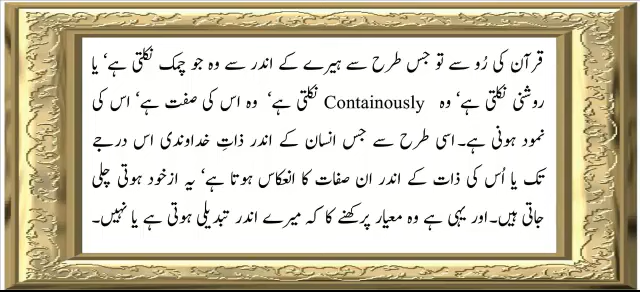 قرآن کی رُو سے تو جس طرح سے ہیرے کے اندر سے وہ جو چمک نکلتی ہے‘ یا
روشنی نکلتی ہے‘ وہ Containously نکلتی ہے‘ وہ اس کی صفت ہے‘ اس کی
نمود ہونی ہے۔ اسی طرح سے جس انسان کے اندر ذاتِ خداوندی اس درجے
تک یا اُس کی ذات کے اندر ان صفات کا انعکاس ہوتا ہے‘ یہ ازخود ہوتی چلی
جاتی ہیں۔اور یہی ہے وہ معیار پرکھنے کا کہ میرے اندر تبدیلی ہوتی ہے یا نہیں۔